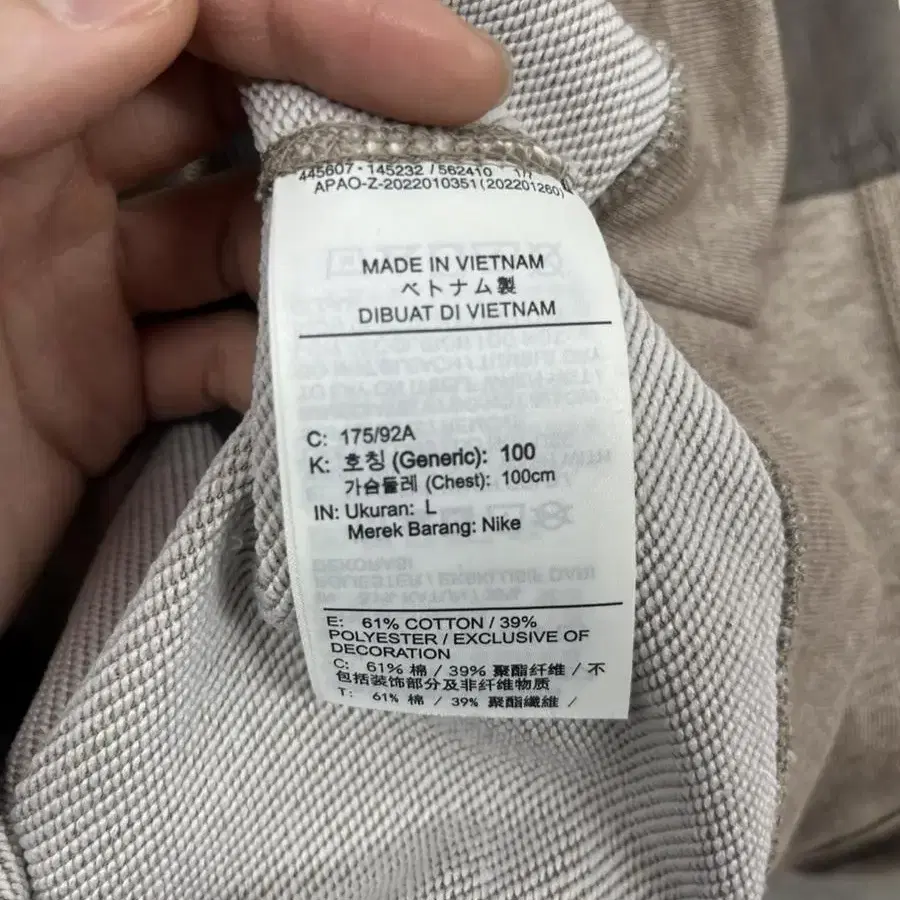 445607 · 145232 / 562410 1/7
APAO-Z-2022010351 (202201260)
MADE IN VIETNAM
ベトナム製
DIBUAT DI VIETNAM
C: 175/92A
K: 호칭 (Generic): 100
가슴둘레 (Chest): 100cm
IN: Ukuran: L
Merek Barang: Nike
E: 61% COTTON / 39%
POLYESTER / EXCLUSIVE OF
DECORATION
C: 61% 棉 / 39% 聚酯纤维 / 不
包括装饰部分及非纤维物质
T: 61% 棉 / 39% 聚酯纖維 /